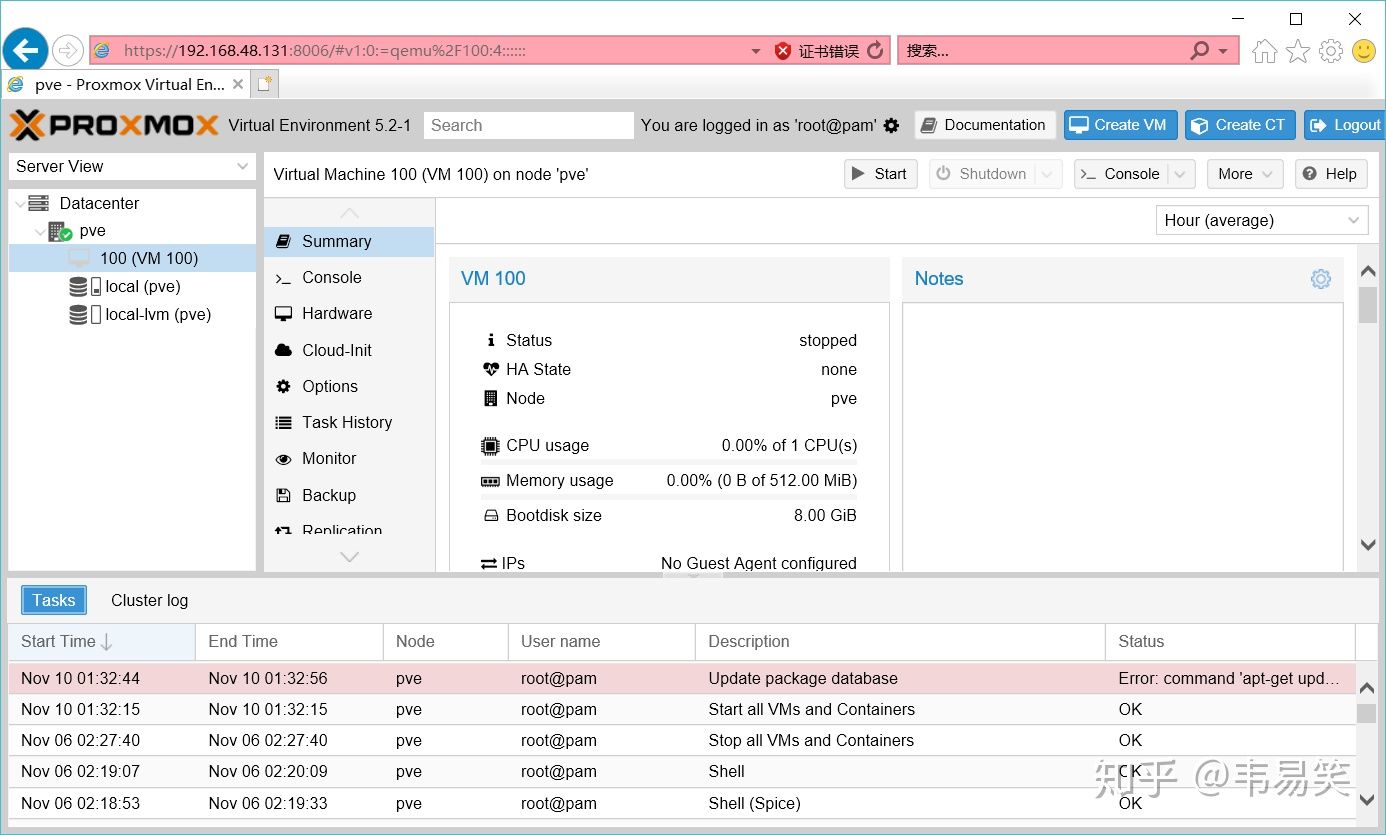 https://192.168.48.131:8006/#v1:0:=qemu%2F100:4::::::
证书错误
搜索...
pve - Proxmox Virtual En...
PROXMOX Virtual Environment 5.2-1
Search
You are logged in as 'root@pam'
Documentation
Create VM
Create CT
Logout
Server View
Virtual Machine 100 (VM 100) on node 'pve'
Start
Shutdown
Console
More
Help
Datacenter
pve
100 (VM 100)
local (pve)
local-lvm (pve)
Hour (average)
Summary
Console
Hardware
Cloud-Init
Options
Task History
Monitor
Backup
Replication
VM 100
Notes
Status stopped
HA State none
Node pve
CPU usage 0.00% of 1 CPU(s)
Memory usage 0.00% (0 B of 512.00 MiB)
Bootdisk size 8.00 GiB
IPs No Guest Agent configured
Tasks Cluster log
Start Time End Time Node User name Description Status
Nov 10 01:32:44 Nov 10 01:32:56 pve root@pam Update package database Error: command 'apt-get upd...
Nov 10 01:32:15 Nov 10 01:32:15 pve root@pam Start all VMs and Containers OK
Nov 06 02:27:40 Nov 06 02:27:40 pve root@pam Stop all VMs and Containers OK
Nov 06 02:19:07 Nov 06 02:20:09 pve root@pam Shell OK
Nov 06 02:18:53 Nov 06 02:19:33 pve root@pam Shell (Spice) OK
知乎 @韦易笑